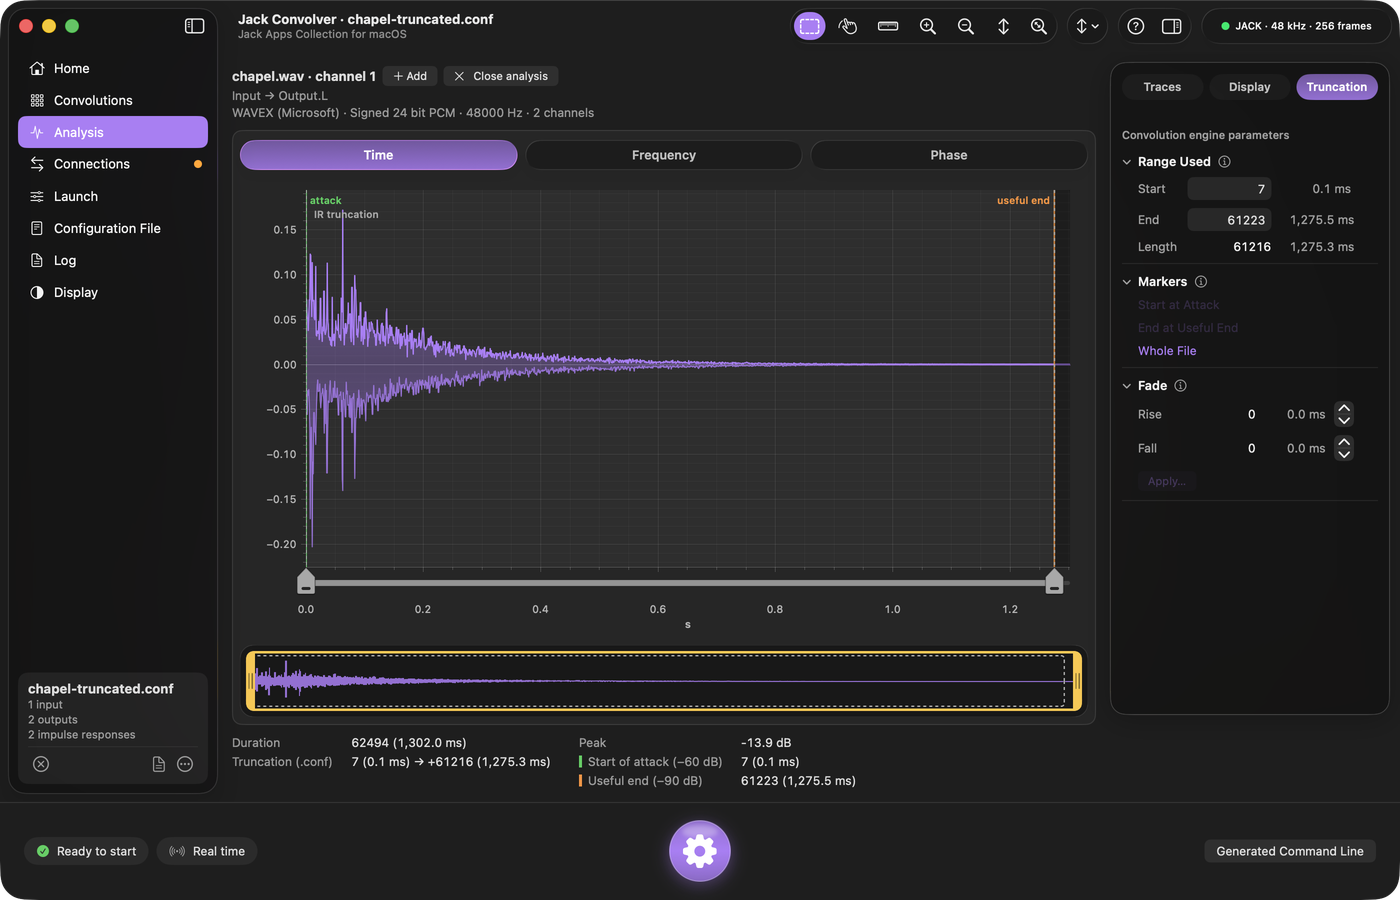 Jack Convolver · chapel-truncated.conf
Jack Apps Collection for macOS
JACK · 48 kHz · 256 frames
Home
Convolutions
Analysis
Connections
Launch
Configuration File
Log
Display
chapel-truncated.conf
1 input
2 outputs
2 impulse responses
chapel.wav · channel 1
+ Add
Close analysis
Input → Output.L
WAVEX (Microsoft) · Signed 24 bit PCM · 48000 Hz · 2 channels
Time
Frequency
Phase
attack
IR truncation
useful end
0.15
0.10
0.05
0.00
−0.05
−0.10
−0.15
−0.20
0.0 0.2 0.4 0.6 0.8 1.0 1.2
s
Duration 62494 (1,302.0 ms)
Truncation (.conf) 7 (0.1 ms) → +61216 (1,275.3 ms)
Peak -13.9 dB
Start of attack (−60 dB) 7 (0.1 ms)
Useful end (−90 dB) 61223 (1,275.5 ms)
Traces
Display
Truncation
Convolution engine parameters
Range Used
Start 7 0.1 ms
End 61223 1,275.5 ms
Length 61216 1,275.3 ms
Markers
Start at Attack
End at Useful End
Whole File
Fade
Rise 0 0.0 ms
Fall 0 0.0 ms
Apply...
Ready to start
Real time
Generated Command Line